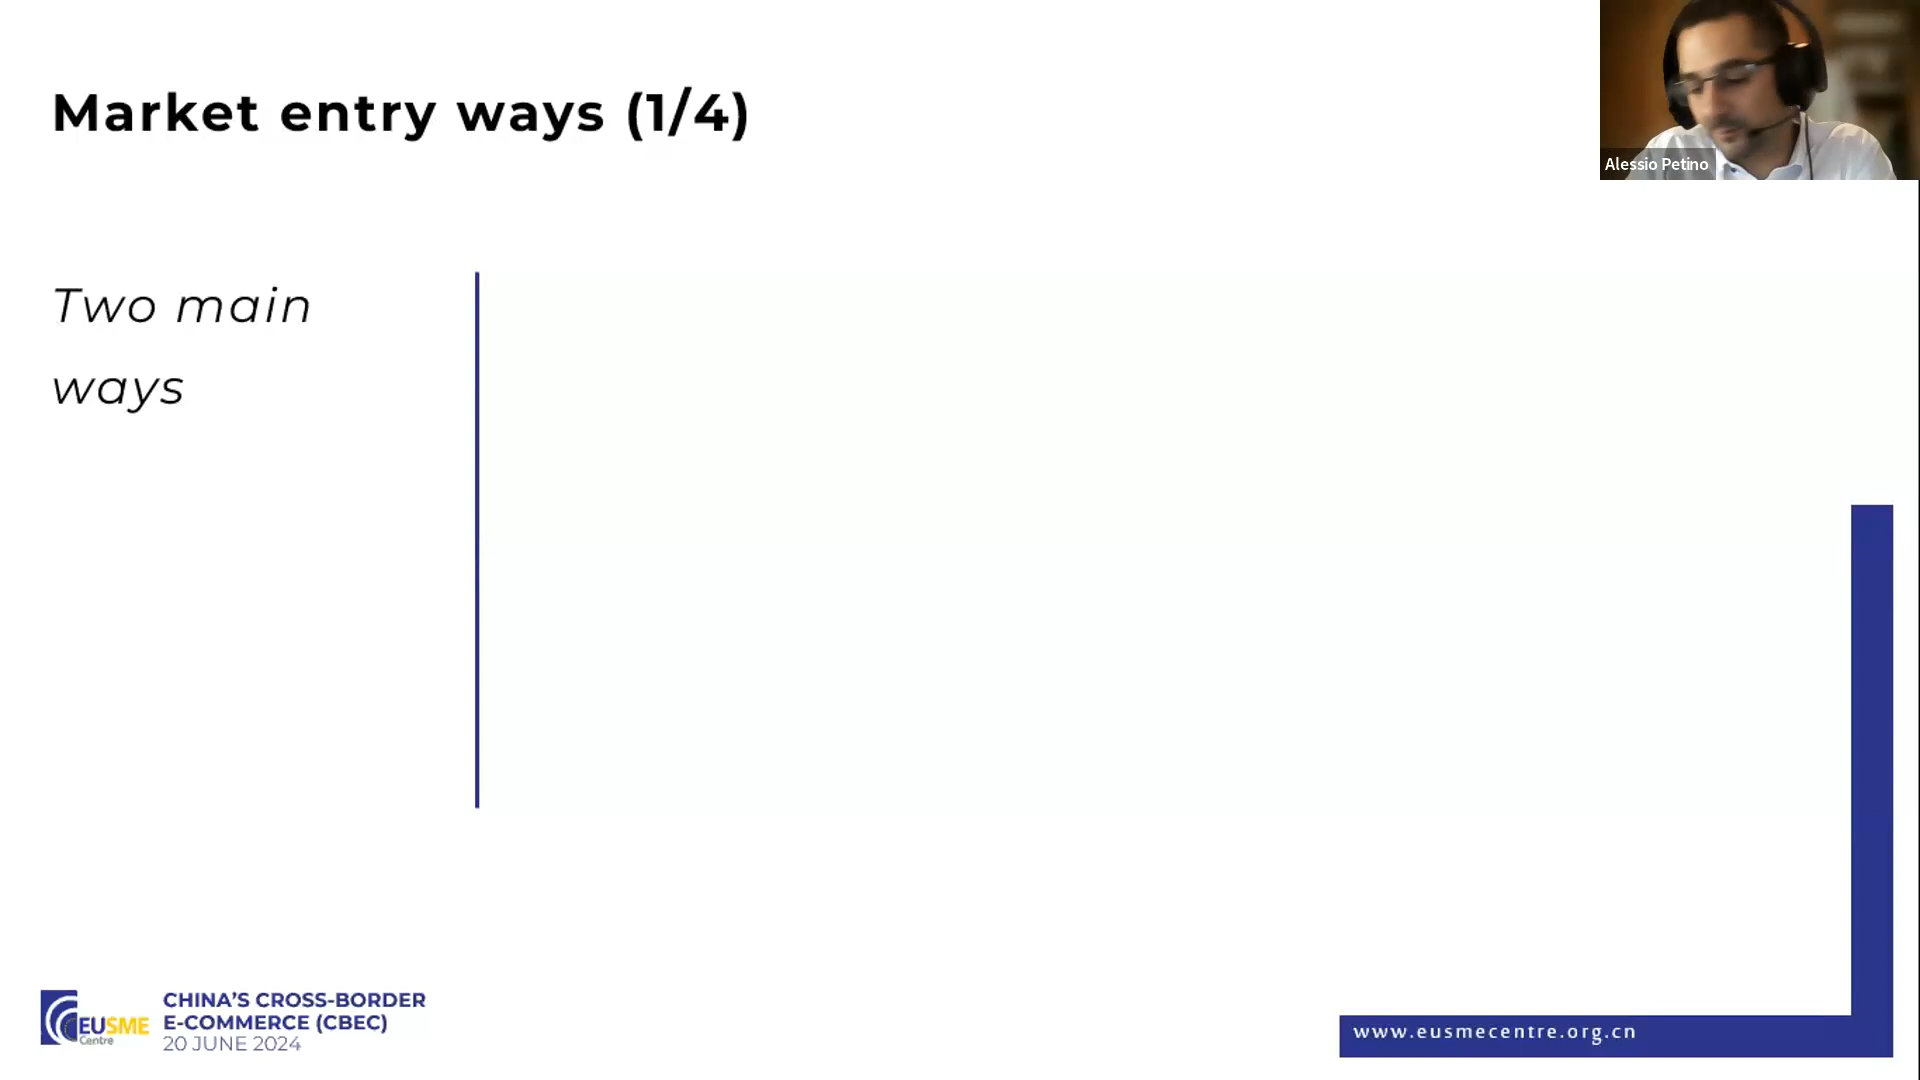 Market entry ways (1/4)
Alessio Petino
Two main
ways
EUSME
Centre
CHINA'S CROSS-BORDER
E-COMMERCE (CBEC)
20 JUNE 2024
www.eusmecentre.org.cn